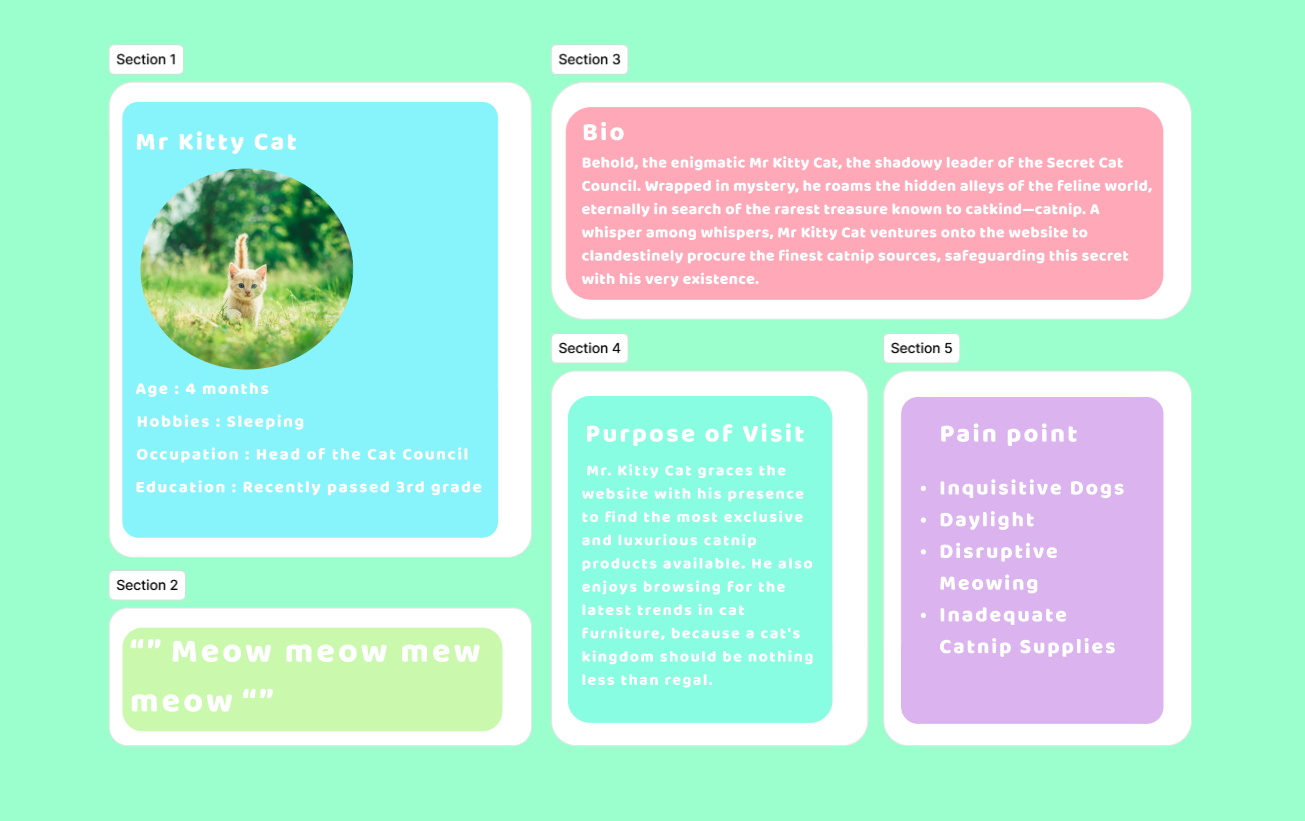 Section 1
Mr Kitty Cat
Age : 4 months
Hobbies : Sleeping
Occupation : Head of the Cat Council
Education : Recently passed 3rd grade
Section 2
“” Meow meow mew
meow “”
Section 3
Bio
Behold, the enigmatic Mr Kitty Cat, the shadowy leader of the Secret Cat
Council. Wrapped in mystery, he roams the hidden alleys of the feline world,
eternally in search of the rarest treasure known to catkind—catnip. A
whisper among whispers, Mr Kitty Cat ventures onto the website to
clandestinely procure the finest catnip sources, safeguarding this secret
with his very existence.
Section 4
Purpose of Visit
Mr. Kitty Cat graces the
website with his presence
to find the most exclusive
and luxurious catnip
products available. He also
enjoys browsing for the
latest trends in cat
furniture, because a cat's
kingdom should be nothing
less than regal.
Section 5
Pain point
• Inquisitive Dogs
• Daylight
• Disruptive
Meowing
• Inadequate
Catnip Supplies